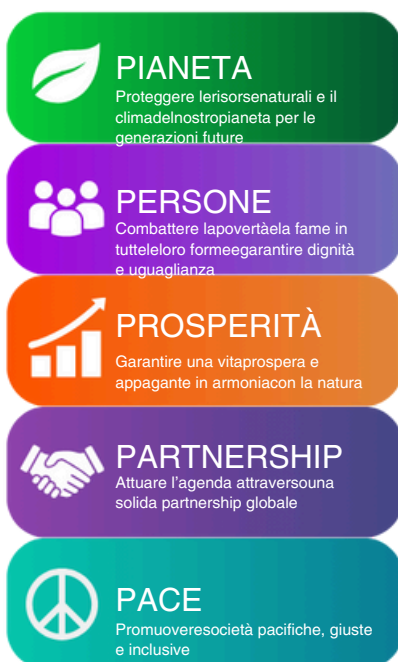 PIANETA
Proteggere lerisorsenaturali e il
climadelnostropianeta per le
generazioni future
PERSONE
Combattere lapovertàela fame in
tutteleloro formeegarantire dignità
e uguaglianza
PROSPERITÀ
Garantire una vitaprospera e
appagante in armoniacon la natura
PARTNERSHIP
Attuare l'agenda attraversouna
solida partnership globale
PACE
Promuoveresocietà pacifiche, giuste
e inclusive